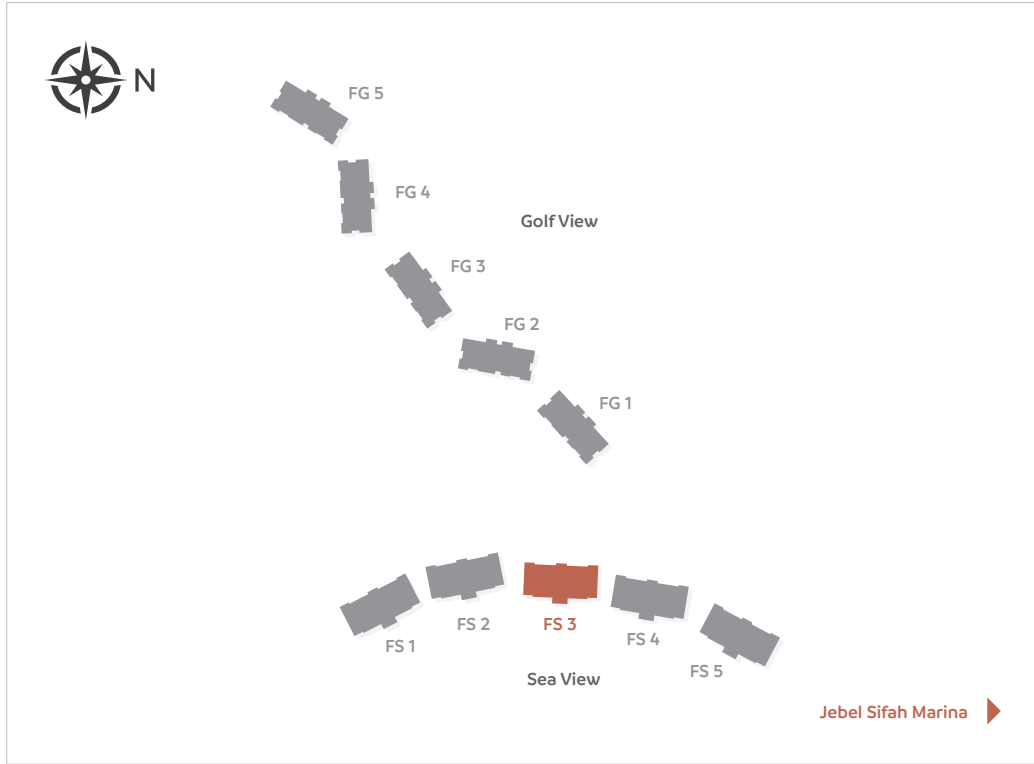 N
FG 5
FG 4
Golf View
FG 3
FG 2
FG 1
FS 1
FS 2
FS 3
FS 4
FS 5
Sea View
Jebel Sifah Marina